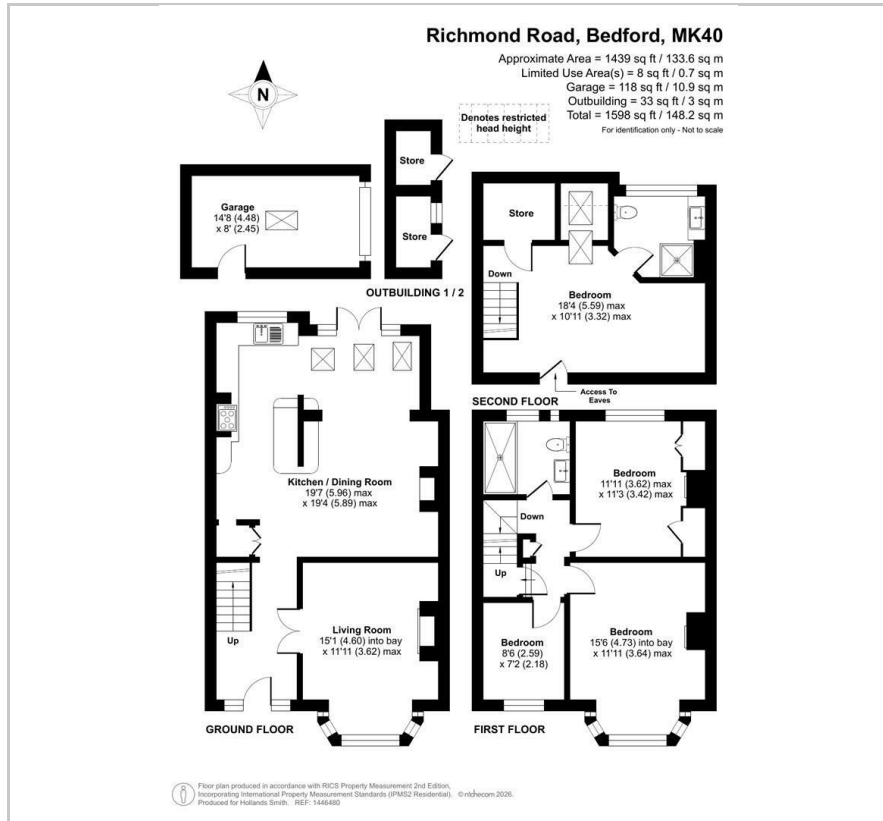 Richmond Road, Bedford, MK40
Approximate Area = 1439 sq ft / 133.6 sq m
Limited Use Area(s) = 8 sq ft / 0.7 sq m
Garage = 118 sq ft / 10.9 sq m
Outbuilding = 33 sq ft / 3 sq m
Total = 1598 sq ft / 148.2 sq m
For identification only - Not to scale
N
Denotes restricted
head height
Store
Garage
14'8 (4.48)
x 8' (2.45)
Store
OUTBUILDING 1 / 2
Store
Down
Bedroom
18'4 (5.59) max
x 10'11 (3.32) max
Access To
Eaves
SECOND FLOOR
Kitchen / Dining Room
19'7 (5.96) max
x 19'4 (5.89) max
Up
Living Room
15'1 (4.60) into bay
x 11'11 (3.62) max
GROUND FLOOR
Bedroom
11'11 (3.62) max
x 11'3 (3.42) max
Down
Up
Bedroom
8'6 (2.59)
x 7'2 (2.18)
Bedroom
15'6 (4.73) into bay
x 11'11 (3.64) max
FIRST FLOOR
Floor plan produced in accordance with RICS Property Measurement 2nd Edition,
Incorporating International Property Measurement Standards (IPMS2 Residential). © ntchecom 2026.
Produced for Hollands Smith. REF: 1446480